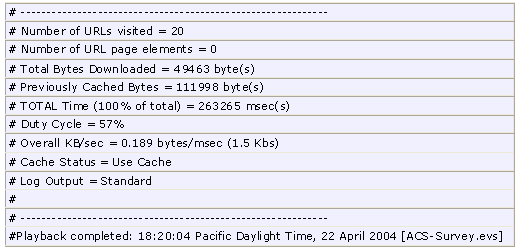 # --------------------------------------------------------
# Number of URLs visited = 20
# Number of URL page elements = 0
# Total Bytes Downloaded = 49463 byte(s)
# Previously Cached Bytes = 111998 byte(s)
# TOTAL Time (100% of total) = 263265 msec(s)
# Duty Cycle = 57%
# Overall KB/sec = 0.189 bytes/msec (1.5 Kbs)
# Cache Status = Use Cache
# Log Output = Standard
#
# --------------------------------------------------------
#Playback completed: 18:20:04 Pacific Daylight Time, 22 April 2004 [ACS-Survey.evs]